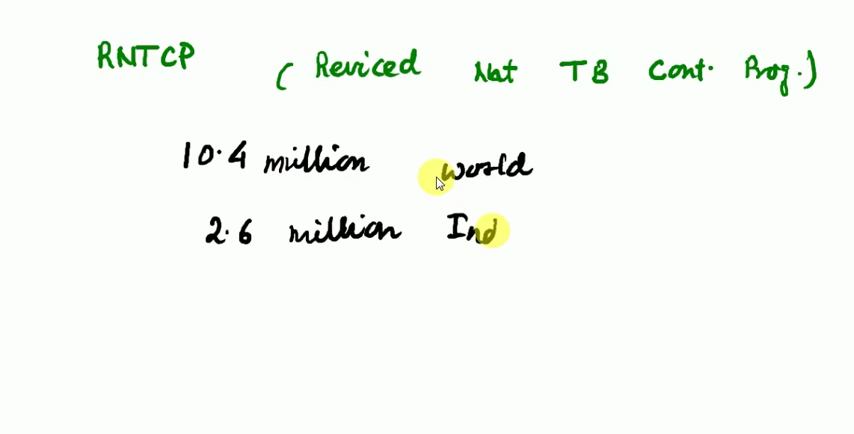 RNTCP (Reviced Nat TB Cont. Prog.)
10.4 million world
2.6 million Ind